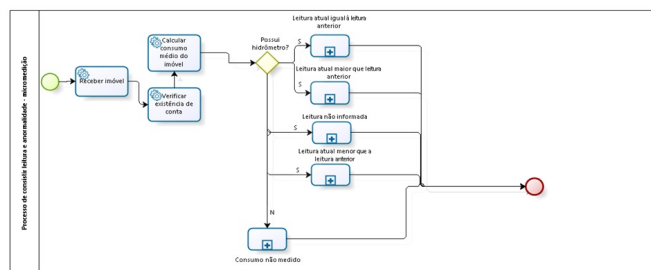 Processo de consistir leitura e anormalidade - micromedição
Receber imóvel
Calcular
consumo
médio do
imóvel
Verificar
existência de
conta
Possui
hidrômetro?
S
Leitura atual igual à leitura
anterior
S
Leitura atual maior que leitura
anterior
S
Leitura não informada
S
Leitura atual menor que a
leitura anterior
N
Consumo não medido